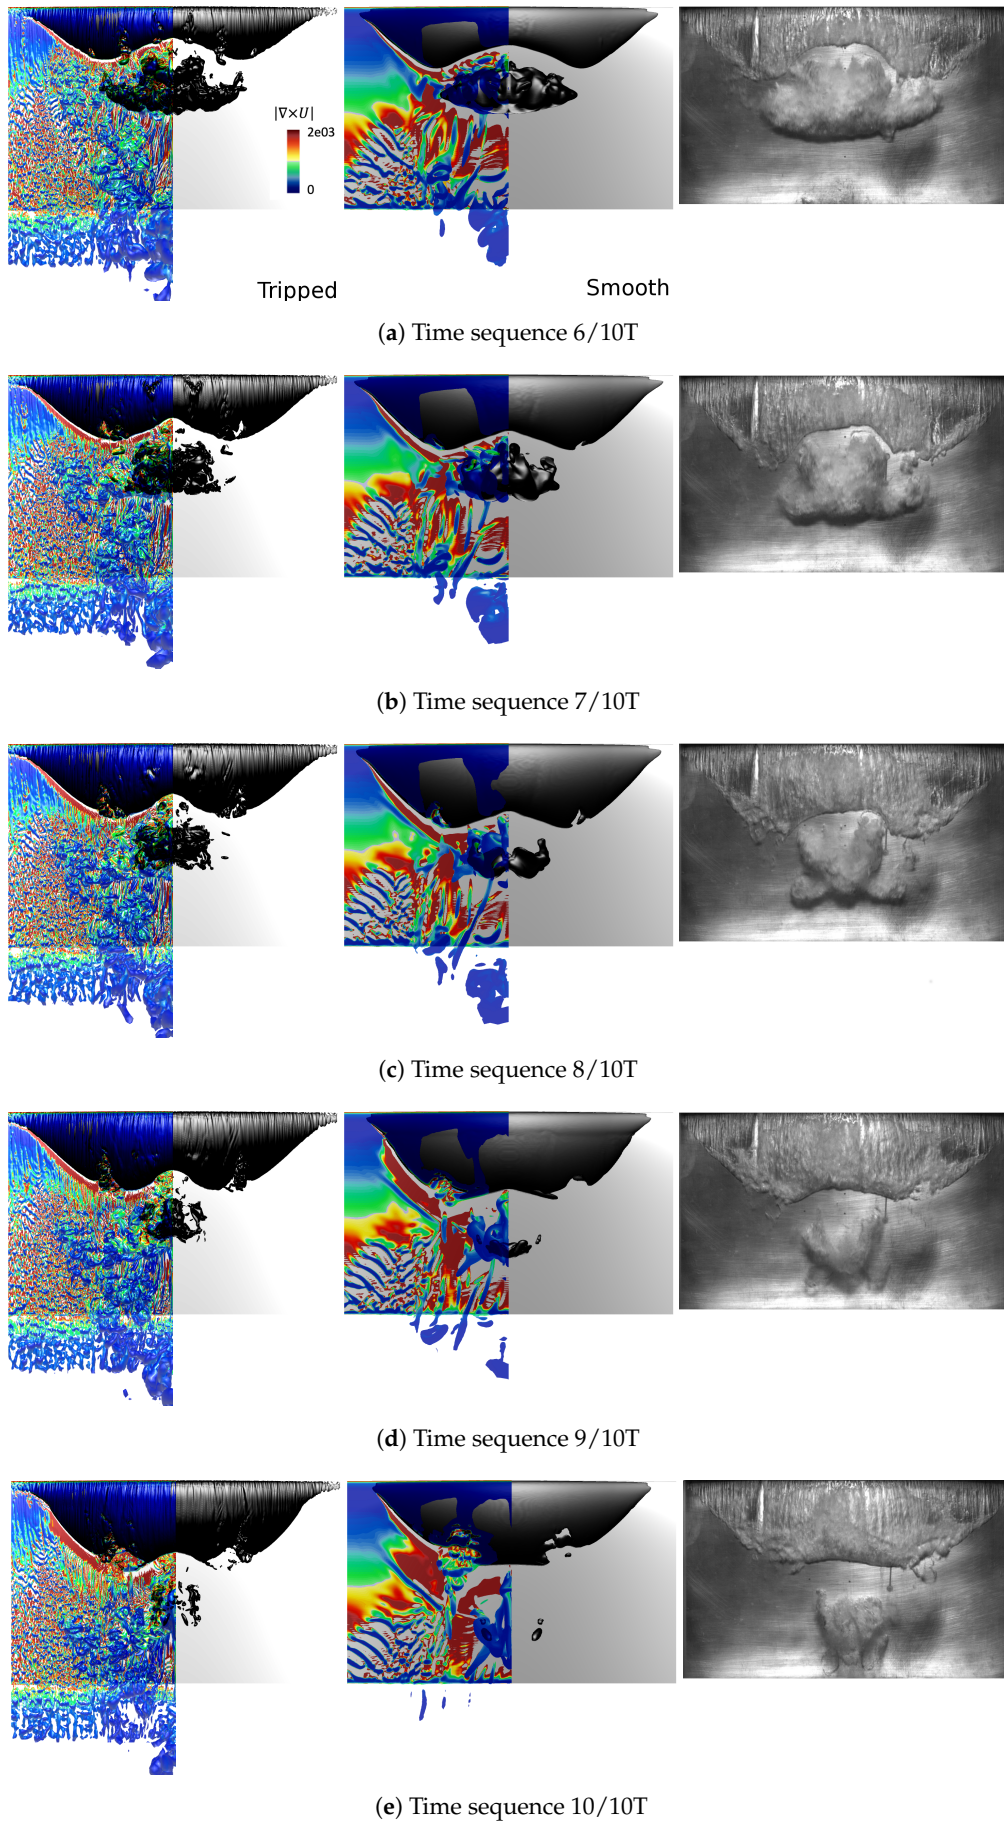 |∇×U|
2e03
0
Tripped
Smooth
(a) Time sequence 6/10T
(b) Time sequence 7/10T
(c) Time sequence 8/10T
(d) Time sequence 9/10T
(e) Time sequence 10/10T